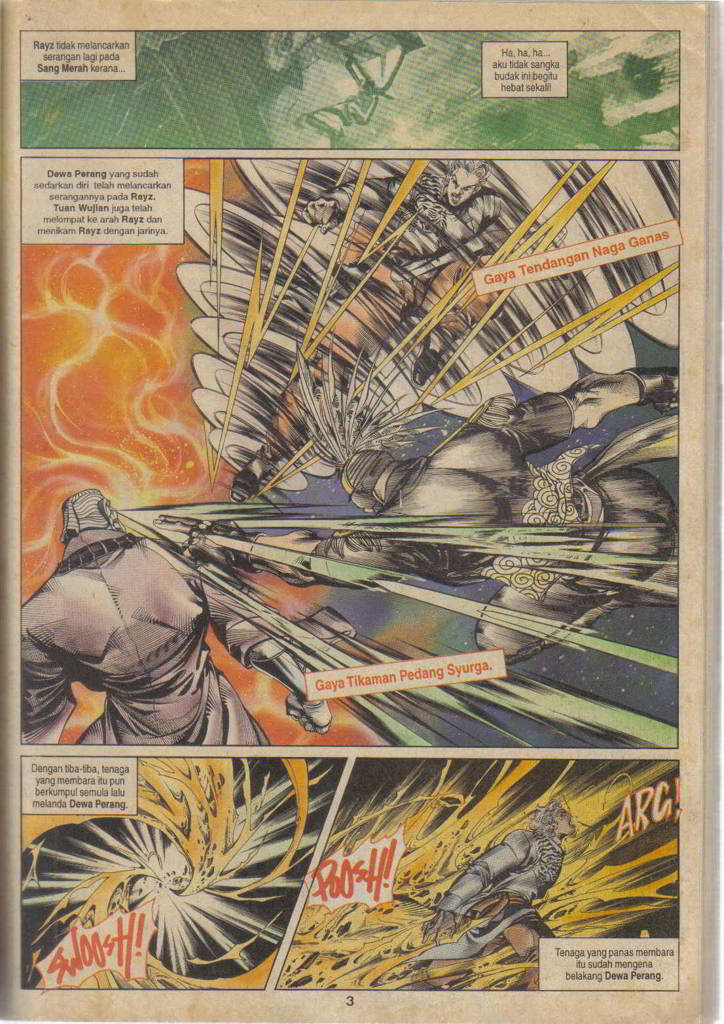 Rayz tidak melancarkan
serangan lagi pada
Sang Merah kerana...
Ha, ha, ha...
aku tidak sangka
budak ini begitu
hebat sekali!
Dewa Perang yang sudah
sedarkan diri telah melancarkan
serangannya pada Rayz.
Tuan Wujian juga telah
melompat ke arah Rayz dan
menikam Rayz dengan jarinya.
Gaya Tendangan Naga Ganas
Gaya Tikaman Pedang Syurga.
Dengan tiba-tiba, tenaga
yang membara itu pun
berkumpul semula lalu
melanda Dewa Perang.
SWOOSH!
POOSH!
ARG!
Tenaga yang panas membara
itu sudah mengena
belakang Dewa Perang.
3